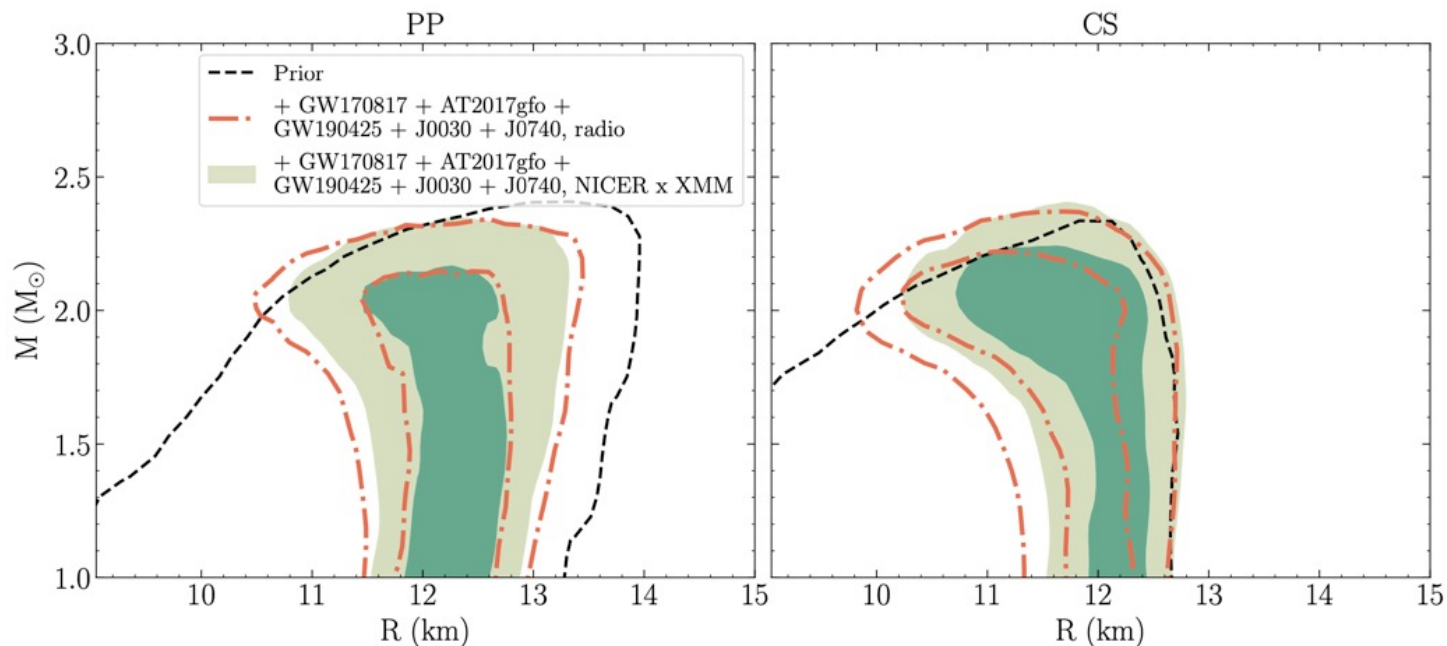 PP
CS
3.0
2.5
2.0
1.5
1.0
M (M⊙)
Prior
+ GW170817 + AT2017gfo +
GW190425 + J0030 + J0740, radio
+ GW170817 + AT2017gfo +
GW190425 + J0030 + J0740, NICER x XMM
10 11 12 13 14 15
R (km)
10 11 12 13 14 15
R (km)